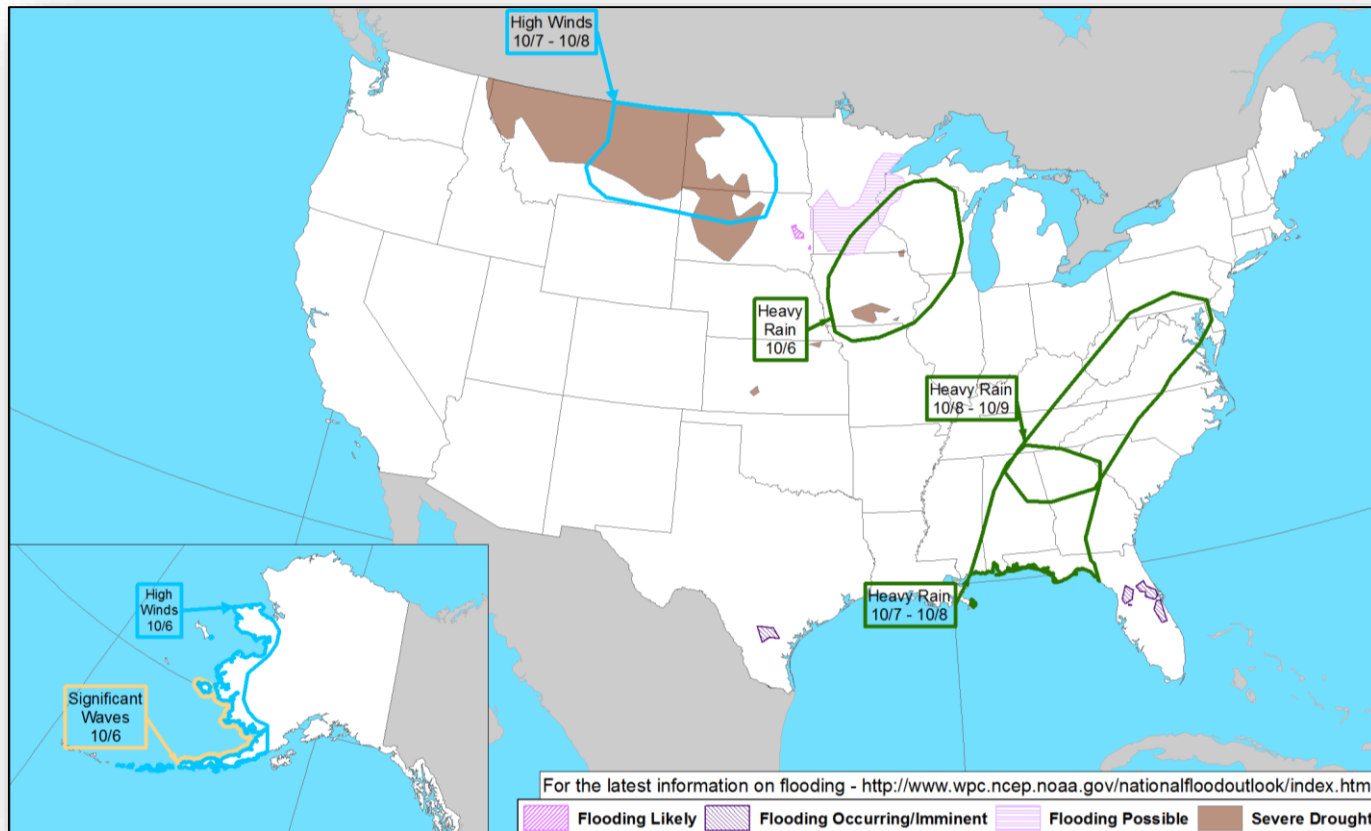 High Winds
10/7 - 10/8
Heavy
Rain
10/6
Heavy Rain
10/8 - 10/9
Heavy Rain
10/7 - 10/8
High
Winds
10/6
Significant
Waves
10/6
For the latest information on flooding - http://www.wpc.ncep.noaa.gov/nationalfloodoutlook/index.htm
Flooding Likely
Flooding Occurring/Imminent
Flooding Possible
Severe Drought